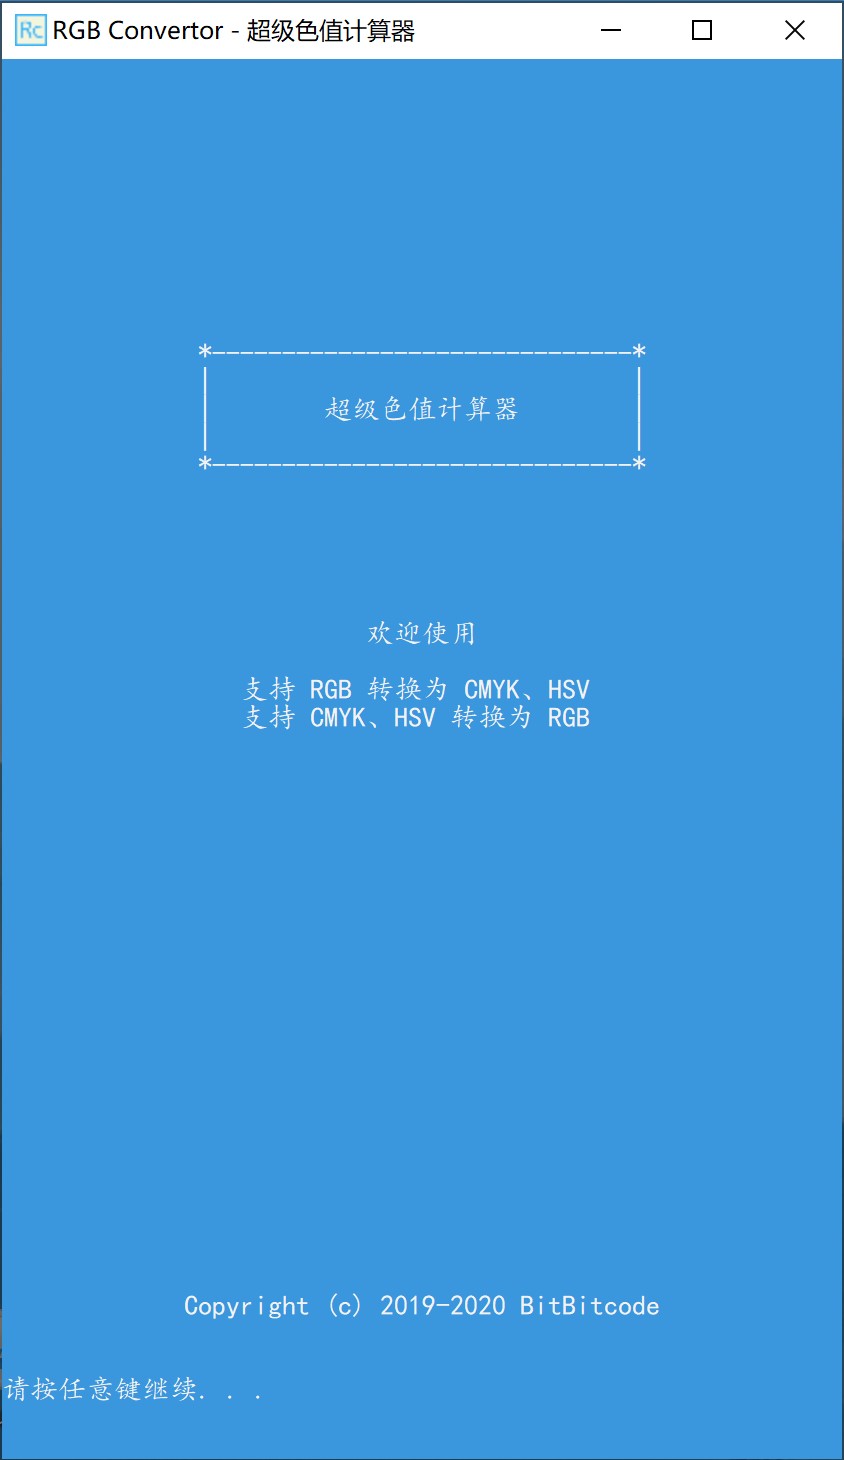 Rc RGB Convertor - 超级色值计算器
*------------------------------*
|                              |
|        超级色值计算器        |
|                              |
*------------------------------*
欢迎使用
支持 RGB 转换为 CMYK、HSV
支持 CMYK、HSV 转换为 RGB
Copyright (c) 2019-2020 BitBitcode
请按任意键继续. . .